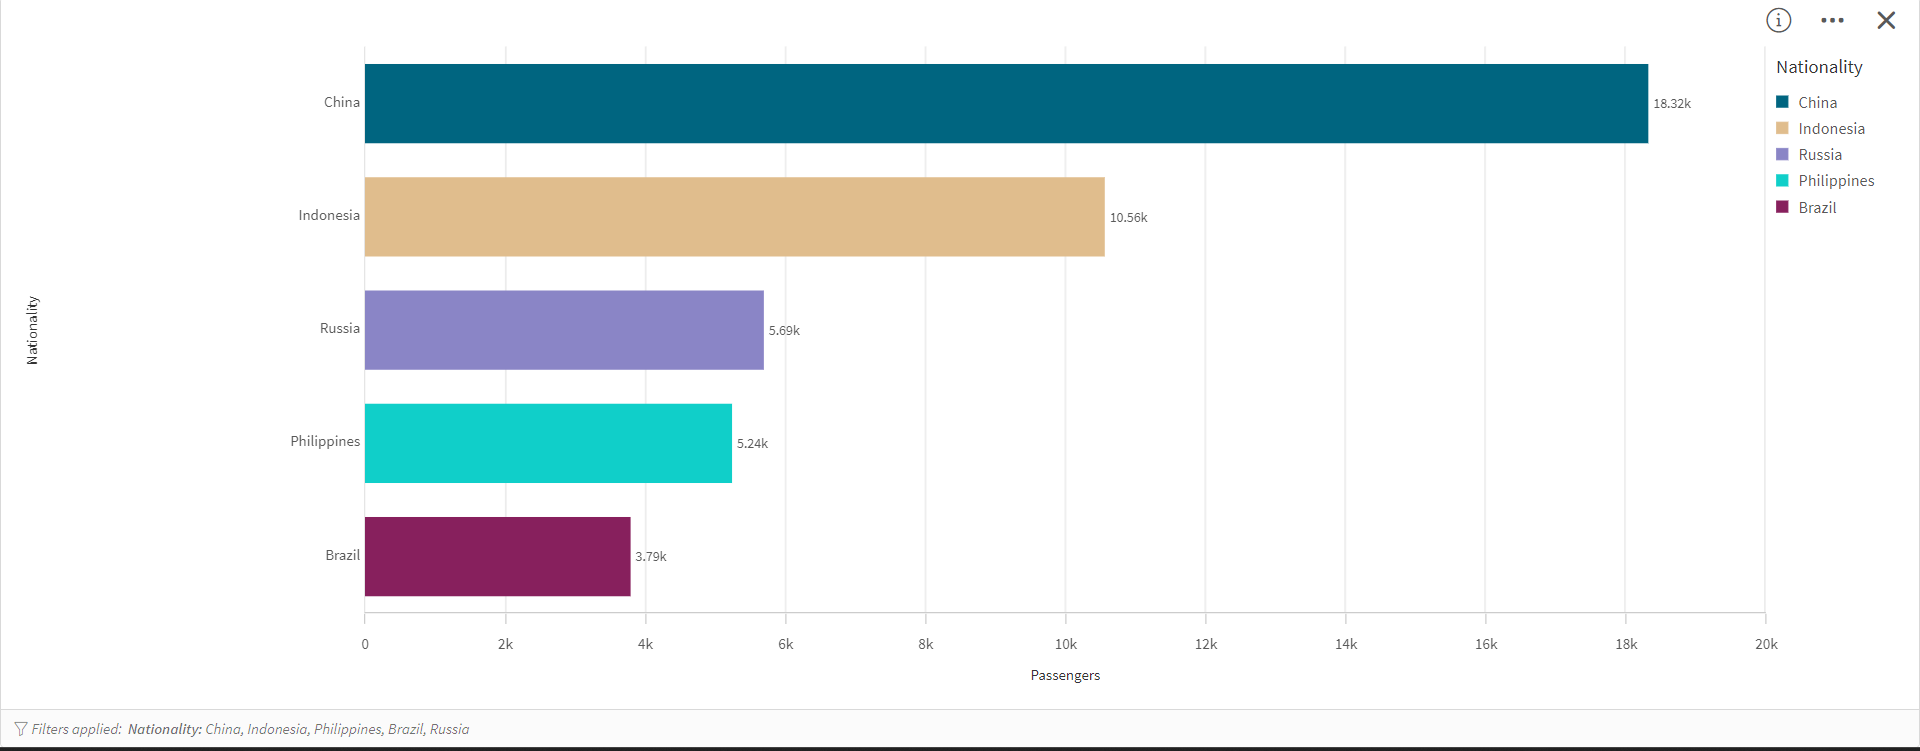 Nationality
China
Indonesia
Russia
Philippines
Brazil
18.32k
10.56k
5.69k
5.24k
3.79k
0 2k 4k 6k 8k 10k 12k 14k 16k 18k 20k
Passengers
Nationality
China
Indonesia
Russia
Philippines
Brazil
Filters applied: Nationality: China, Indonesia, Philippines, Brazil, Russia